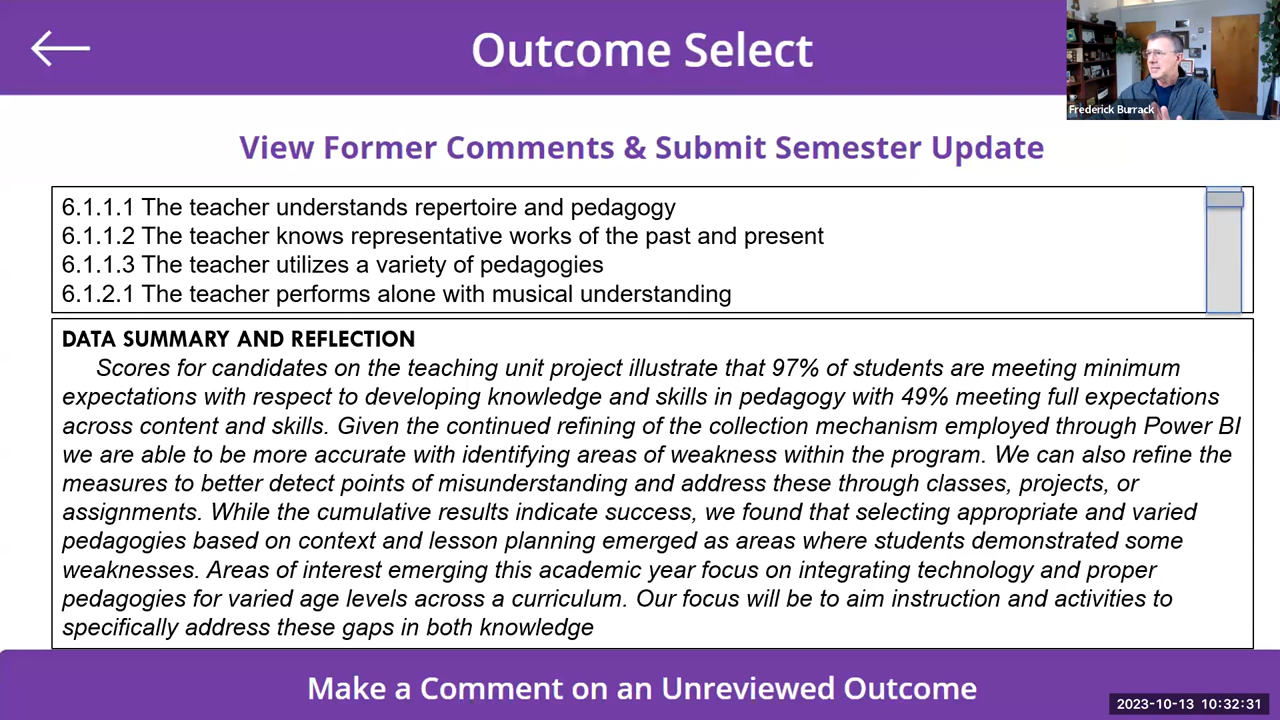 Outcome Select
Frederick Burrack
View Former Comments & Submit Semester Update
6.1.1.1 The teacher understands repertoire and pedagogy
6.1.1.2 The teacher knows representative works of the past and present
6.1.1.3 The teacher utilizes a variety of pedagogies
6.1.2.1 The teacher performs alone with musical understanding
DATA SUMMARY AND REFLECTION
Scores for candidates on the teaching unit project illustrate that 97% of students are meeting minimum
expectations with respect to developing knowledge and skills in pedagogy with 49% meeting full expectations
across content and skills. Given the continued refining of the collection mechanism employed through Power BI
we are able to be more accurate with identifying areas of weakness within the program. We can also refine the
measures to better detect points of misunderstanding and address these through classes, projects, or
assignments. While the cumulative results indicate success, we found that selecting appropriate and varied
pedagogies based on context and lesson planning emerged as areas where students demonstrated some
weaknesses. Areas of interest emerging this academic year focus on integrating technology and proper
pedagogies for varied age levels across a curriculum. Our focus will be to aim instruction and activities to
specifically address these gaps in both knowledge
Make a Comment on an Unreviewed Outcome
2023-10-13 10:32:31